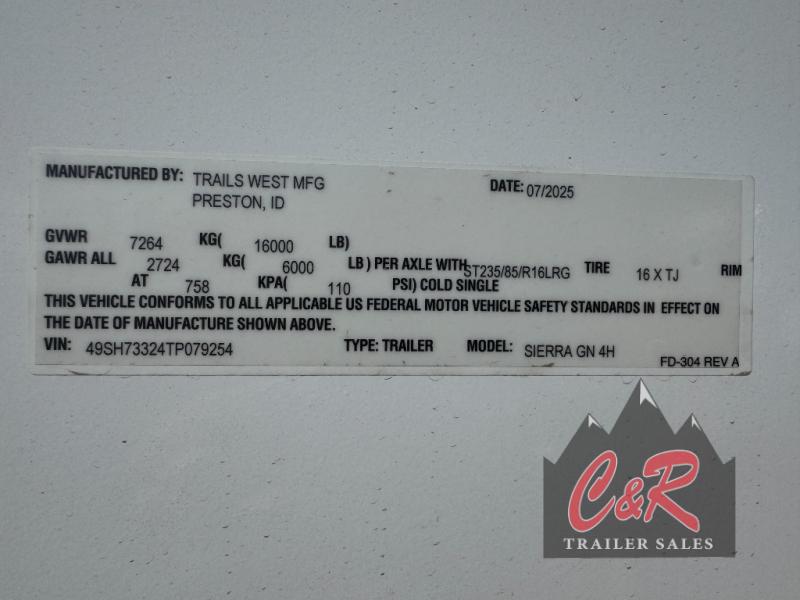 MANUFACTURED BY: TRAILS WEST MFG DATE: 07/2025
PRESTON, ID
GVWR 7264 KG( 16000 LB)
GAWR ALL 2724 KG( 6000 LB ) PER AXLE WITH ST235/85/R16LRG TIRE 16 X TJ RIM
AT 758 KPA( 110 PSI) COLD SINGLE
THIS VEHICLE CONFORMS TO ALL APPLICABLE US FEDERAL MOTOR VEHICLE SAFETY STANDARDS IN EFFECT ON
THE DATE OF MANUFACTURE SHOWN ABOVE.
VIN: 49SH73324TP079254 TYPE: TRAILER MODEL: SIERRA GN 4H
FD-304 REV A
C&R
TRAILER SALES